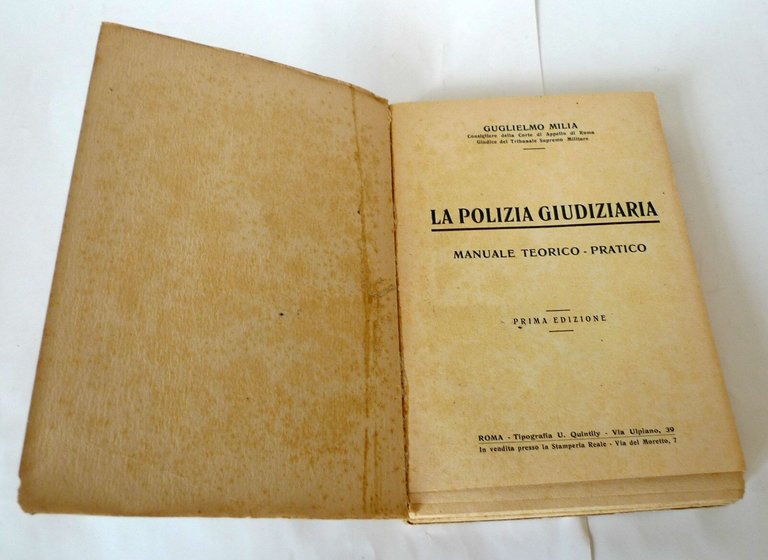 GUGLIELMO MILIA
Consigliere della Corte di Appello di Roma
Giudice del Tribunale Supremo Militare
LA POLIZIA GIUDIZIARIA
MANUALE TEORICO - PRATICO
PRIMA EDIZIONE
ROMA - Tipografia U. Quintily - Via Ulpiano, 39
In vendita presso la Stamperia Reale - Via del Moretto, 7